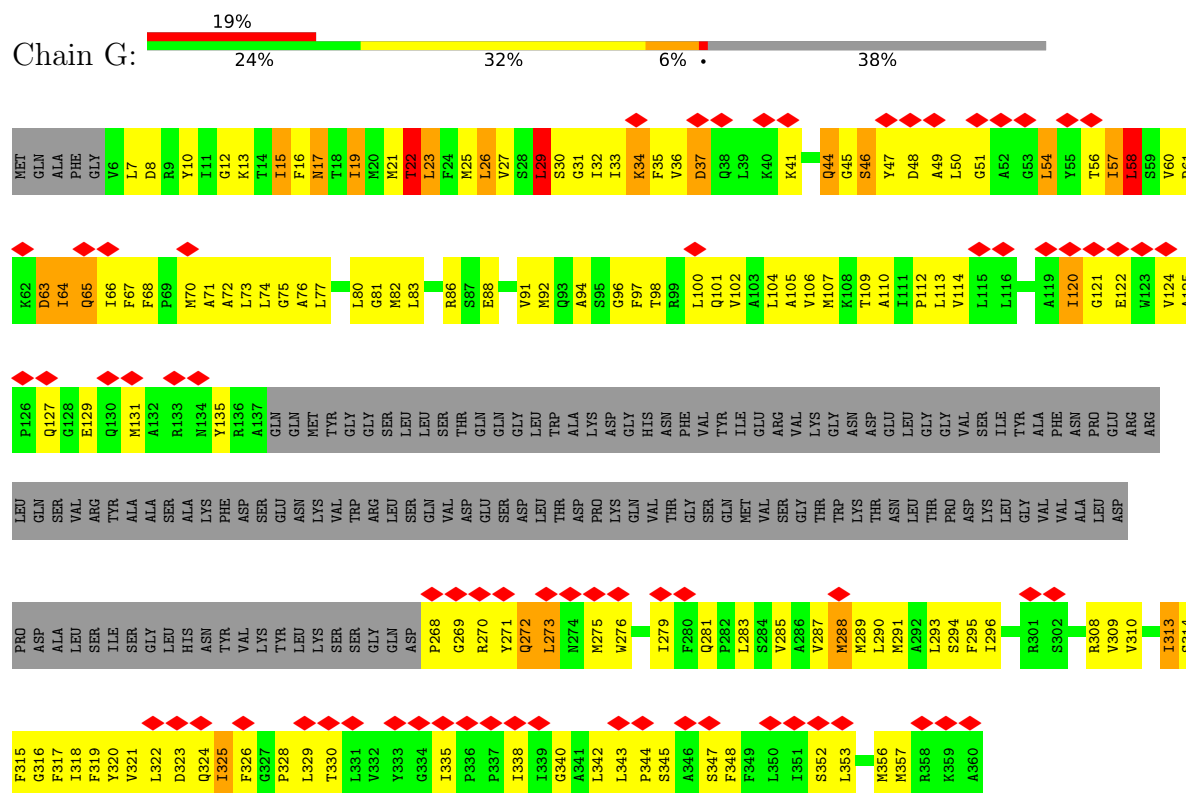 19%
Chain G:
24% 32% 6% • 38%
MET GLN ALA PHE GLY V6 L7 D8 R9 Y10 I11 G12 K13 T14 I15 F16 N17 T18 I19 M20 M21 T22 L23 F24 M25 L26 V27 S28 L29 S30 G31 I32 I33 K34 F35 V36 D37 Q38 L39 K40 K41 Q44 G45 S46 Y47 D48 A49 L50 G51 A52 G53 L54 Y55 T56 I57 L58 S59 V60
K62 D63 I64 Q65 I66 F67 F68 P69 M70 A71 A72 L73 L74 G75 A76 L77 L80 G81 M82 L83 R86 S87 E88 V91 M92 Q93 A94 S95 G96 F97 T98 R99 L100 Q101 V102 A103 L104 A105 V106 M107 K108 T109 A110 I111 P112 L113 V114 L115 L116 A119 I120 G121 E122 W123 V124
P126 Q127 G128 E129 Q130 M131 A132 R133 N134 Y135 R136 A137 GLN GLN MET TYR GLY GLY SER LEU LEU SER THR GLN GLN GLY LEU TRP ALA LYS ASP GLY HIS ASN PHE VAL TYR ILE GLU ARG VAL LYS GLY ASN ASP GLU LEU GLY GLY VAL SER ILE TYR ALA PHE ASN PRO GLU ARG ARG
LEU GLN SER VAL ARG TYR ALA ALA SER ALA LYS PHE ASP SER GLU ASN LYS VAL TRP ARG LEU SER GLN VAL ASP GLU SER ASP LEU THR ASP PRO LYS GLN VAL THR GLY SER GLN MET VAL SER GLY THR TRP LYS THR ASN LEU THR PRO ASP LYS LEU GLY VAL VAL ALA LEU ASP
PRO ASP ALA LEU SER ILE SER GLY LEU HIS ASN TYR VAL LYS TYR LEU LYS SER SER GLY GLN ASP P268 G269 R270 Y271 Q272 L273 N274 M275 W276 I279 F280 Q281 P282 L283 S284 V285 A286 V287 M288 M289 L290 M291 A292 L293 S294 F295 I296 R301 S302 R308 V309 V310 I313
F315 G316 F317 I318 F319 Y320 V321 L322 D323 Q324 I325 F326 G327 P328 L329 T330 L331 V332 Y333 G334 I335 P336 P337 I338 I339 G340 A341 L342 L343 P344 S345 A346 S347 F348 F349 L350 I351 S352 L353 M356 M357 R358 K359 A360